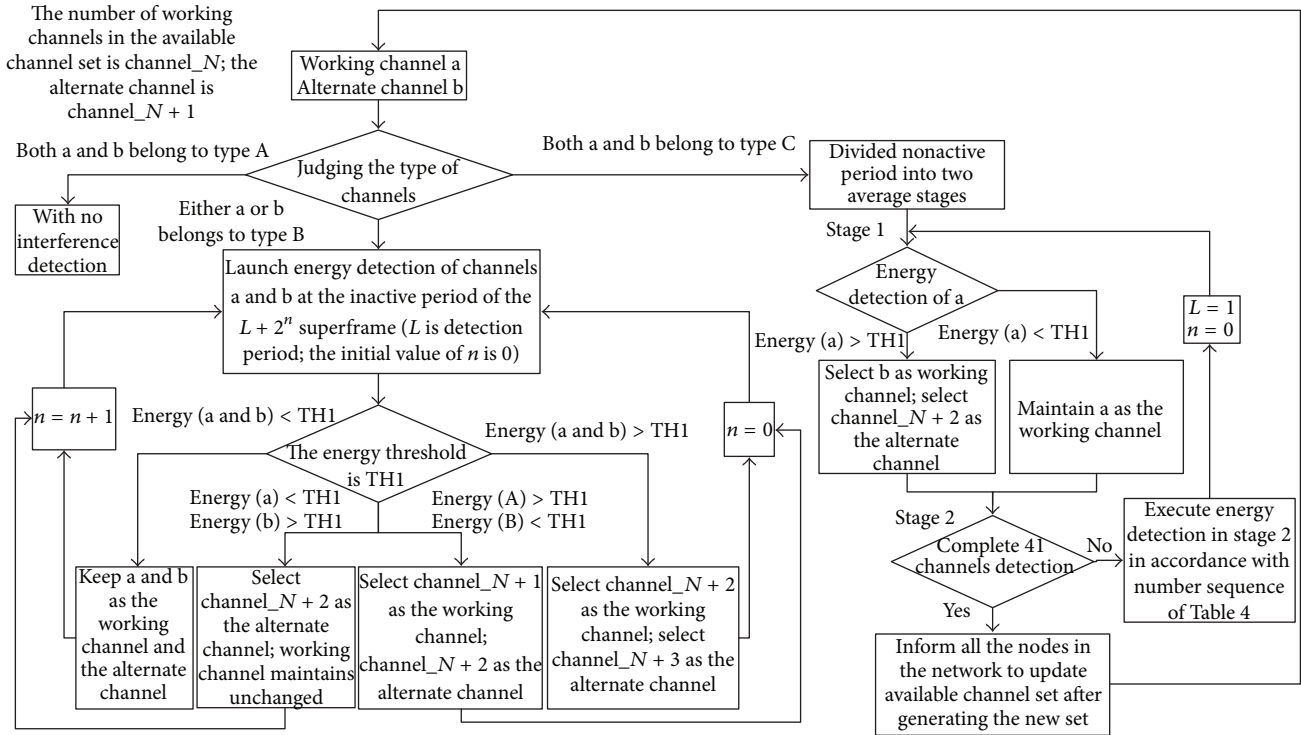 The number of working
channels in the available
channel set is channel_N; the
alternate channel is
channel_N + 1
Working channel a
Alternate channel b
Both a and b belong to type A
Judging the type of
channels
Both a and b belong to type C
Divided nonactive
period into two
average stages
With no
interference
detection
Either a or b
belongs to type B
Stage 1
Launch energy detection of channels
a and b at the inactive period of the
L + 2^n superframe (L is detection
period; the initial value of n is 0)
Energy
detection of a
L = 1
n = 0
Energy (a) > TH1
Energy (a) < TH1
n = n + 1
Energy (a and b) < TH1
Energy (a and b) > TH1
n = 0
Select b as working
channel; select
channel_N + 2 as
the alternate
channel
Maintain a as the
working channel
The energy threshold
is TH1
Energy (a) < TH1
Energy (b) > TH1
Energy (A) > TH1
Energy (B) < TH1
Stage 2
Complete 41
channels detection
No
Execute energy
detection in stage 2
in accordance with
number sequence
of Table 4
Keep a and b
as the
working
channel and
the alternate
channel
Select
channel_N + 2 as
the alternate
channel; working
channel maintains
unchanged
Select channel_N + 1
as the working
channel;
channel_N + 2 as the
alternate channel
Select channel_N + 2
as the working
channel; select
channel_N + 3 as the
alternate channel
Yes
Inform all the nodes in
the network to update
available channel set after
generating the new set